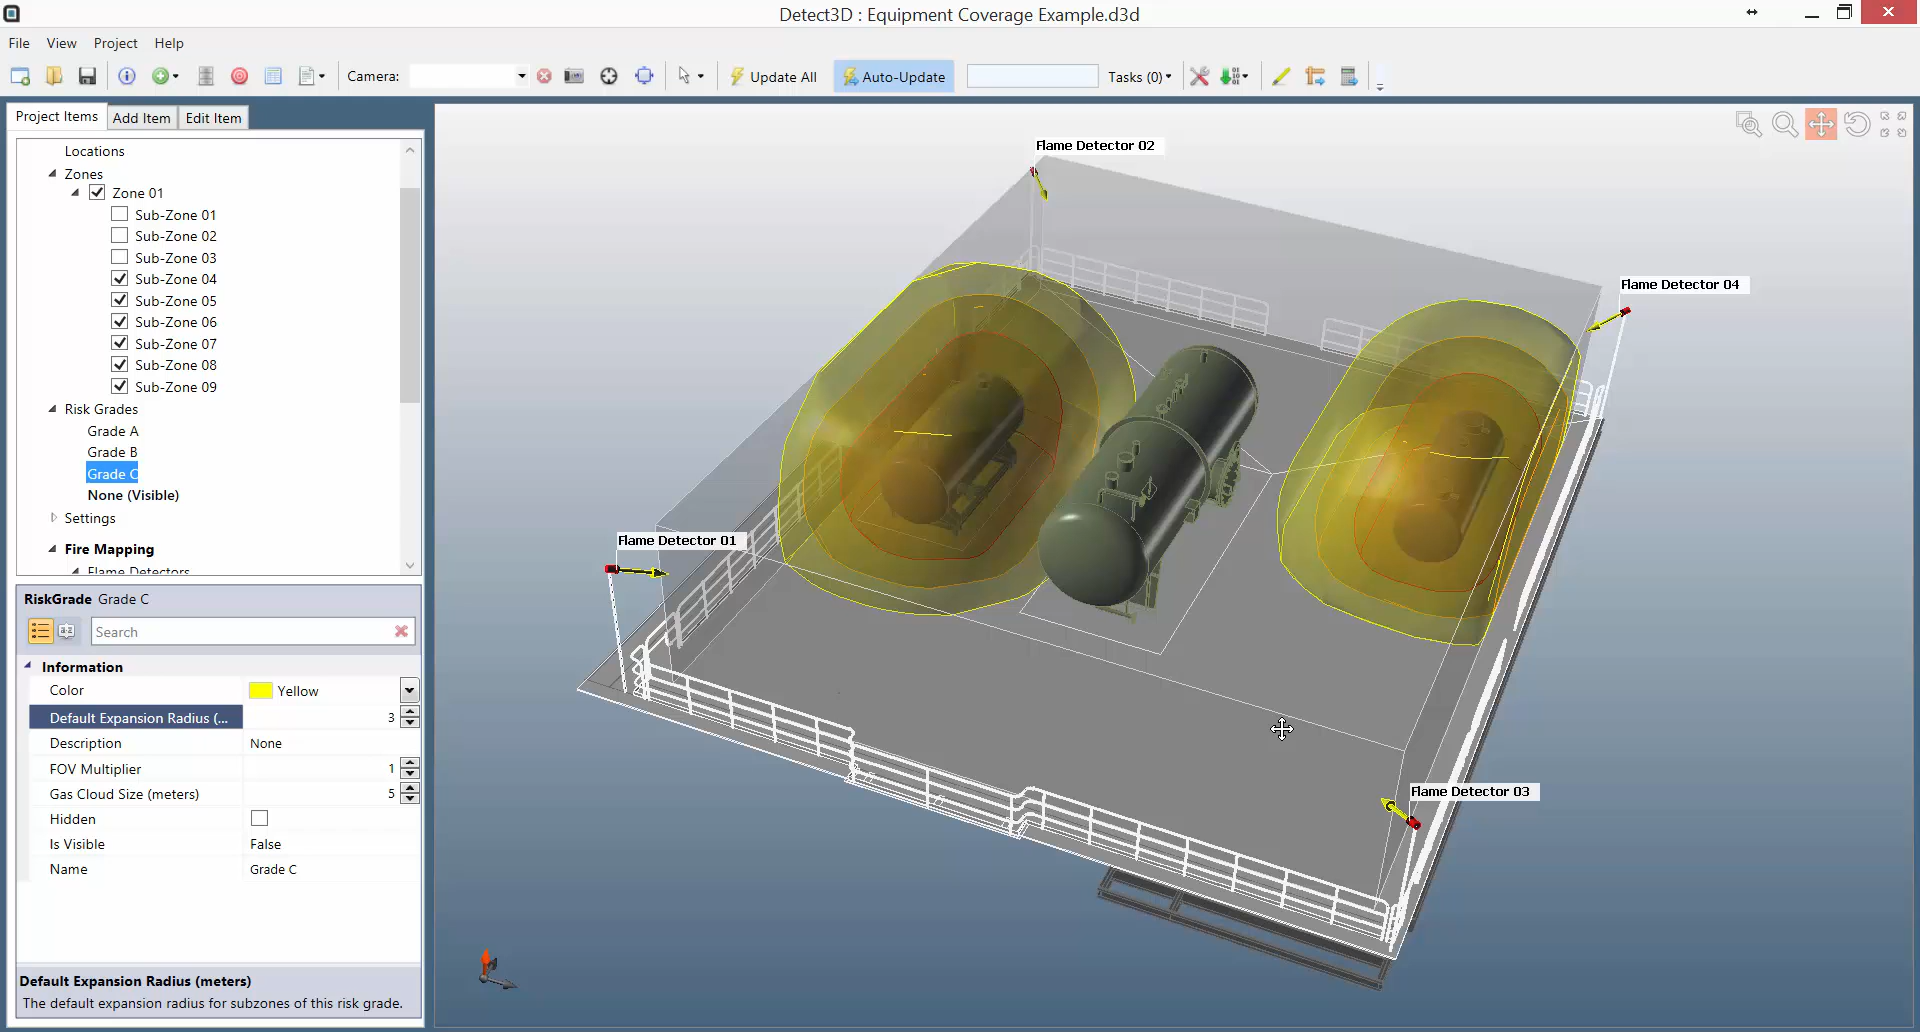 Detect3D : Equipment Coverage Example.d3d
File View Project Help
Camera: Update All Auto-Update Tasks (0)
Project Items Add Item Edit Item
Locations
Zones
Zone 01
Sub-Zone 01
Sub-Zone 02
Sub-Zone 03
Sub-Zone 04
Sub-Zone 05
Sub-Zone 06
Sub-Zone 07
Sub-Zone 08
Sub-Zone 09
Risk Grades
Grade A
Grade B
Grade C
None (Visible)
Settings
Fire Mapping
Flame Detectors
RiskGrade Grade C
Search
Information
Color Yellow
Default Expansion Radius (... 3
Description None
FOV Multiplier 1
Gas Cloud Size (meters) 5
Hidden
Is Visible False
Name Grade C
Default Expansion Radius (meters)
The default expansion radius for subzones of this risk grade.
Flame Detector 02
Flame Detector 04
Flame Detector 01
Flame Detector 03